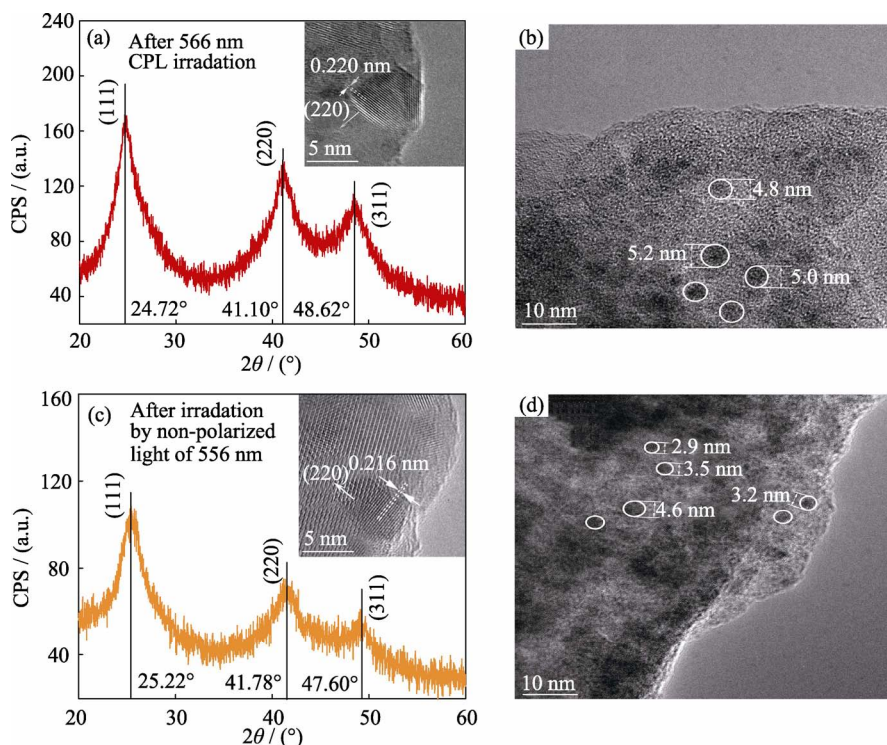 (a)
After 566 nm
CPL irradiation
0.220 nm
(220)
5 nm
(111)
(220)
(311)
24.72°
41.10°
48.62°
CPS / (a.u.)
240
200
160
120
80
40
20
30
40
50
60
2θ / (°)
(b)
4.8 nm
5.2 nm
5.0 nm
10 nm
(c)
After irradation
by non-polarized
light of 556 nm
(220)
0.216 nm
5 nm
(111)
(220)
(311)
25.22°
41.78°
47.60°
CPS / (a.u.)
160
120
80
40
20
30
40
50
60
2θ / (°)
(d)
2.9 nm
3.5 nm
3.2 nm
4.6 nm
10 nm